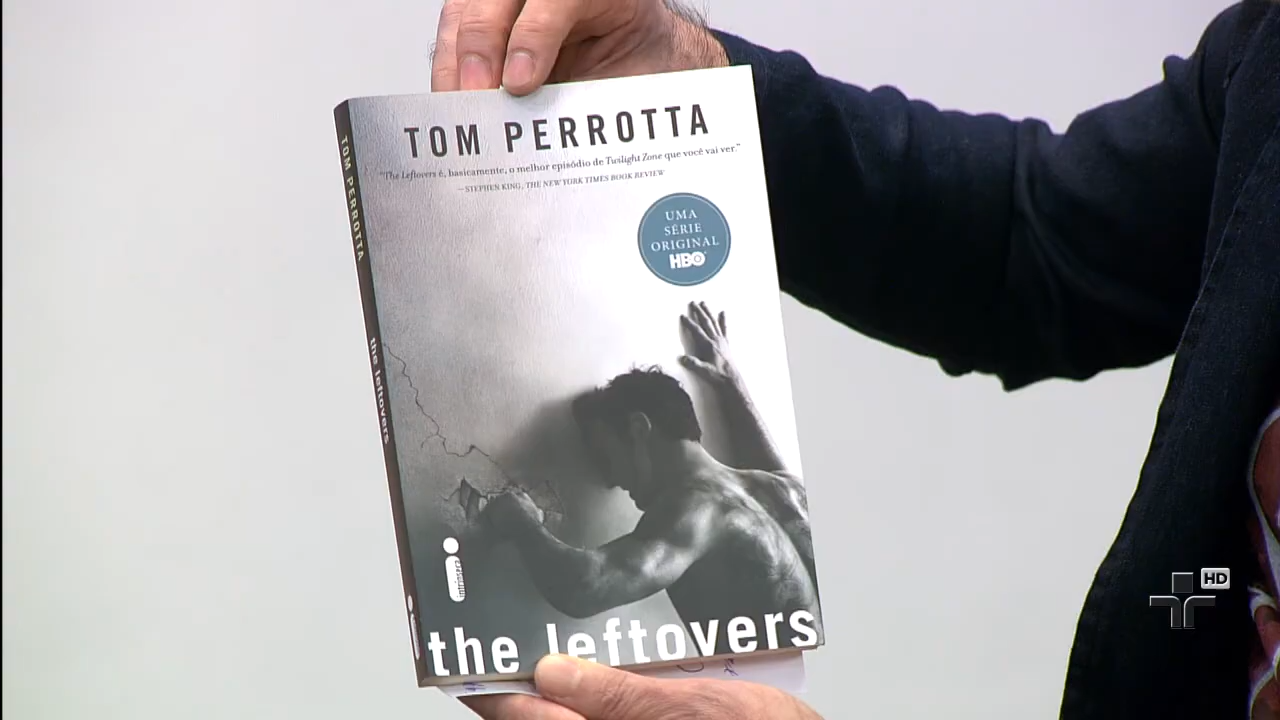 TOM PERROTTA
"The Leftovers é, basicamente, o melhor episódio de Twilight Zone que você vai ver."
—STEPHEN KING, THE NEW YORK TIMES BOOK REVIEW
UMA
SÉRIE
ORIGINAL
HBO
intrínseca
the leftovers
TOM PERROTTA
the leftovers
HD